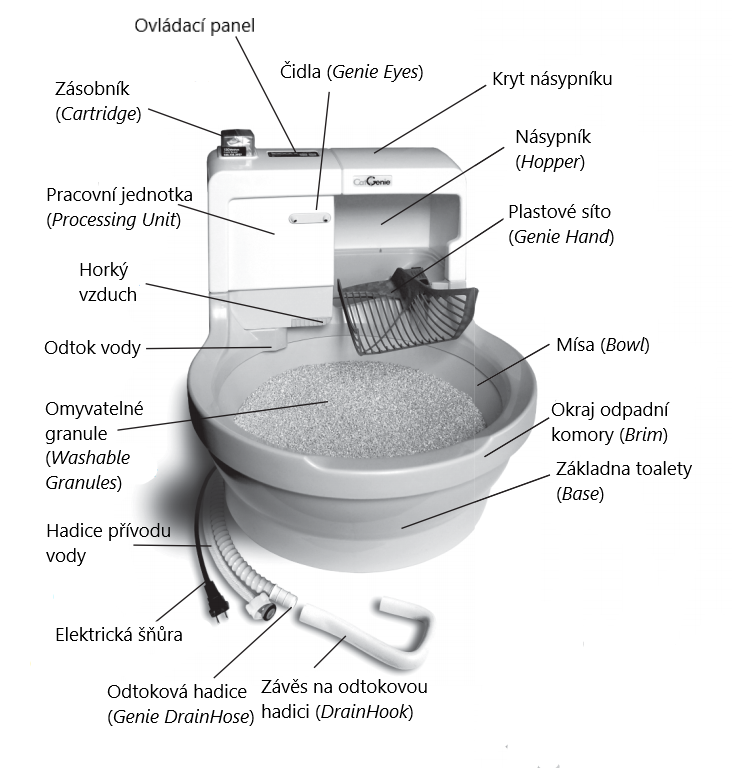 Ovládací panel
Čidla (Genie Eyes)
Kryt násypníku
Zásobník
(Cartridge)
Násypník
(Hopper)
CatGenie
Pracovní jednotka
(Processing Unit)
Plastové síto
(Genie Hand)
Horký
vzduch
Odtok vody
Mísa (Bowl)
Omyvatelné
granule
(Washable
Granules)
Okraj odpadní
komory (Brim)
Základna toalety
(Base)
Hadice přívodu
vody
Elektrická šňůra
Odtoková hadice
(Genie DrainHose)
Závěs na odtokovou
hadici (DrainHook)